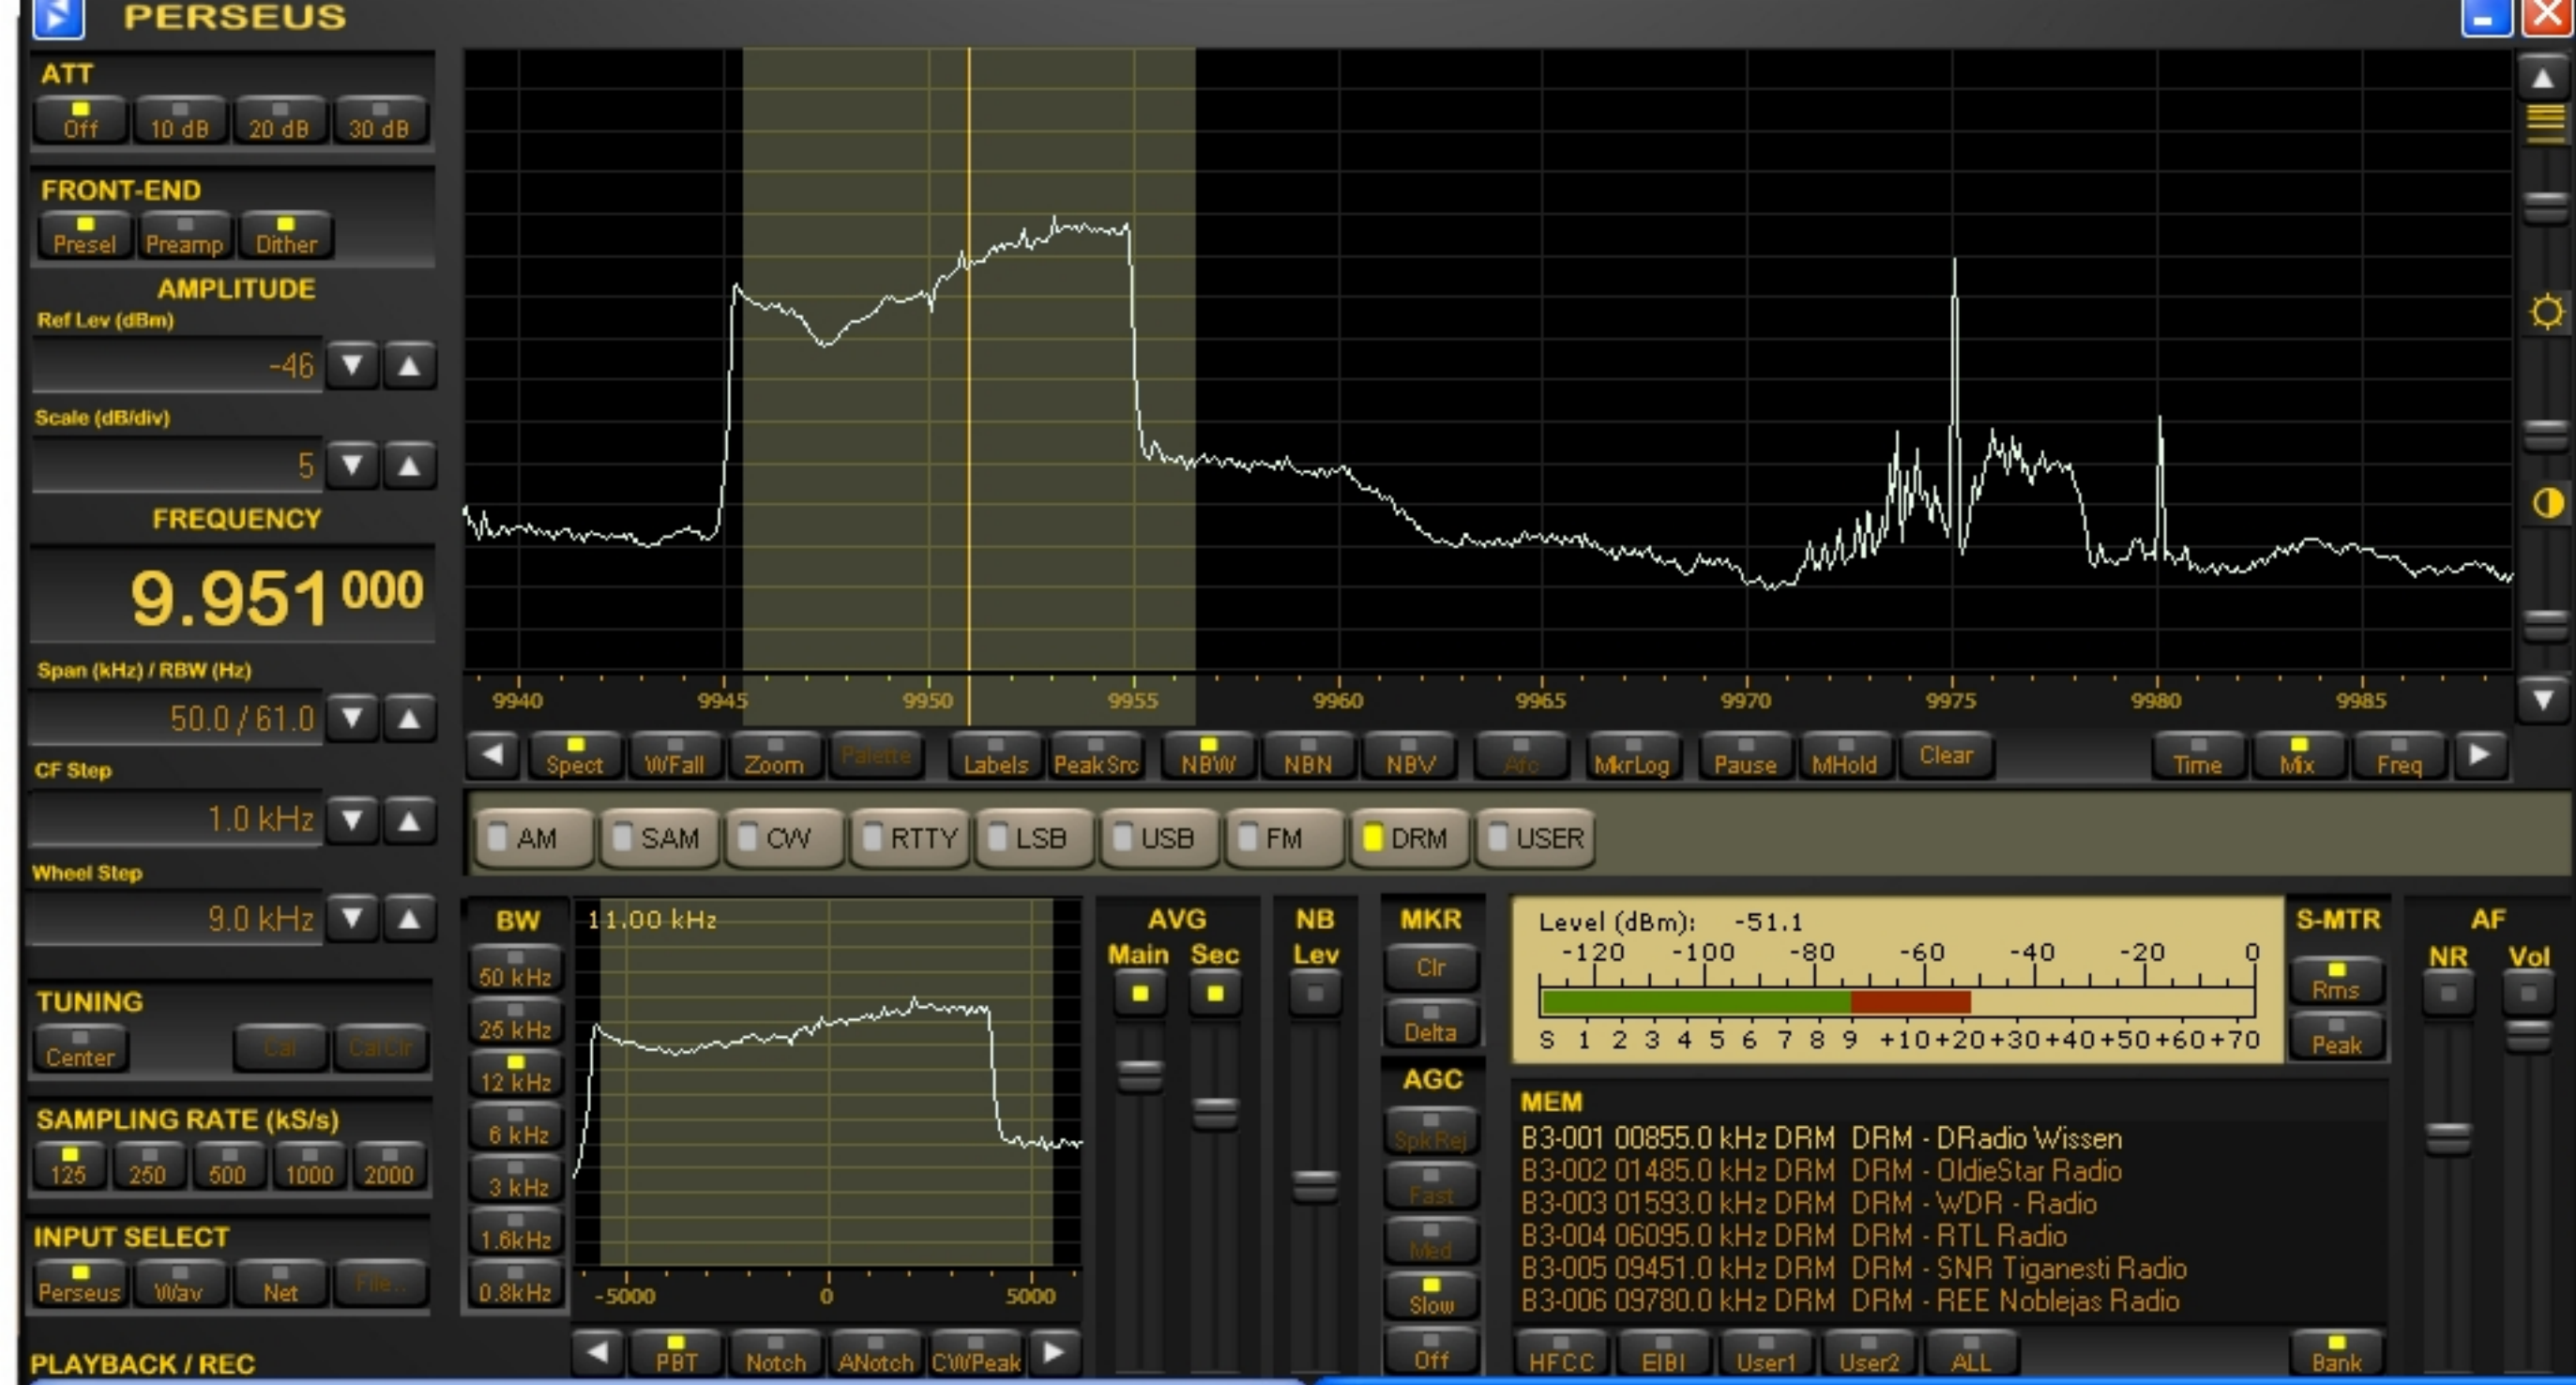 PERSEUS
ATT
Off 10 dB 20 dB 30 dB
FRONT-END
Presel Preamp Dither
AMPLITUDE
Ref Lev (dBm)
-46
Scale (dB/div)
5
FREQUENCY
9.951 000
Span (kHz) / RBW (Hz)
50.0 / 61.0
CF Step
1.0 kHz
Wheel Step
9.0 kHz
TUNING
Center Cal CalClr
SAMPLING RATE (kS/s)
125 250 500 1000 2000
INPUT SELECT
Perseus Wav Net File..
PLAYBACK / REC
9940 9945 9950 9955 9960 9965 9970 9975 9980 9985
Spect WFall Zoom Palette Labels PeakSrc NBW NBN NBV Afc MkrLog Pause MHold Clear Time Mix Freq
AM SAM CW RTTY LSB USB FM DRM USER
BW
50 kHz
25 kHz
12 kHz
6 kHz
3 kHz
1.6kHz
0.8kHz
11.00 kHz
-5000 0 5000
PBT Notch ANotch CWPeak
AVG
Main Sec
NB
Lev
MKR
Clr
Delta
AGC
SpkRej
Fast
Med
Slow
Off
Level (dBm): -51.1
-120 -100 -80 -60 -40 -20 0
S 1 2 3 4 5 6 7 8 9 +10+20+30+40+50+60+70
S-MTR
Rms
Peak
AF
NR Vol
MEM
B3-001 00855.0 kHz DRM DRM - DRadio Wissen
B3-002 01485.0 kHz DRM DRM - OldieStar Radio
B3-003 01593.0 kHz DRM DRM - WDR - Radio
B3-004 06095.0 kHz DRM DRM - RTL Radio
B3-005 09451.0 kHz DRM DRM - SNR Tiganesti Radio
B3-006 09780.0 kHz DRM DRM - REE Noblejas Radio
HFCC EIBI User1 User2 ALL Bank